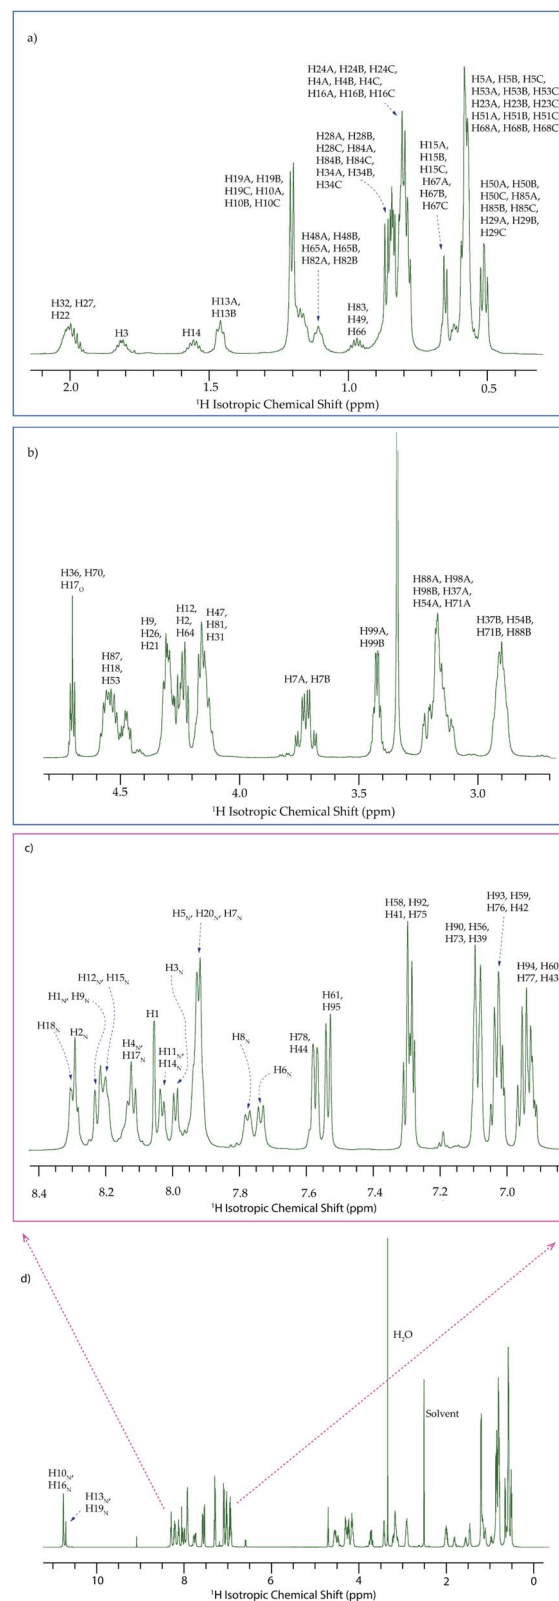 a)
H24A, H24B, H24C,
H4A, H4B, H4C,
H16A, H16B, H16C
H5A, H5B, H5C,
H53A, H53B, H53C,
H23A, H23B, H23C,
H51A, H51B, H51C,
H68A, H68B, H68C
H28A, H28B,
H28C, H84A,
H84B, H84C,
H34A, H34B,
H34C
H15A,
H15B,
H15C,
H67A,
H67B,
H67C
H19A, H19B,
H19C, H10A,
H10B, H10C
H50A, H50B,
H50C, H85A,
H85B, H85C,
H29A, H29B,
H29C
H48A, H48B,
H65A, H65B,
H82A, H82B
H32, H27,
H22
H3
H14
H13A,
H13B
H83,
H49,
H66
2.0 1.5 1.0 0.5
¹H Isotropic Chemical Shift (ppm)
b)
H36, H70,
H17O
H87,
H18,
H53
H9,
H26,
H21
H12,
H2,
H64
H47,
H81,
H31
H7A, H7B
H99A,
H99B
H88A, H98A,
H98B, H37A,
H54A, H71A
H37B, H54B,
H71B, H88B
4.5 4.0 3.5 3.0
¹H Isotropic Chemical Shift (ppm)
c)
H18N
H2N
H1N, H9N
H12N, H15N
H4N,
H17N
H1
H11N,
H14N
H3N
H5N, H20N, H7N
H8N
H6N
H78,
H44
H61,
H95
H58, H92,
H41, H75
H90, H56,
H73, H39
H93, H59,
H76, H42
H94, H60,
H77, H43
8.4 8.2 8.0 7.8 7.6 7.4 7.2 7.0
¹H Isotropic Chemical Shift (ppm)
d)
H2O
Solvent
H10N,
H16N
H13N,
H19N
10 8 6 4 2 0
¹H Isotropic Chemical Shift (ppm)